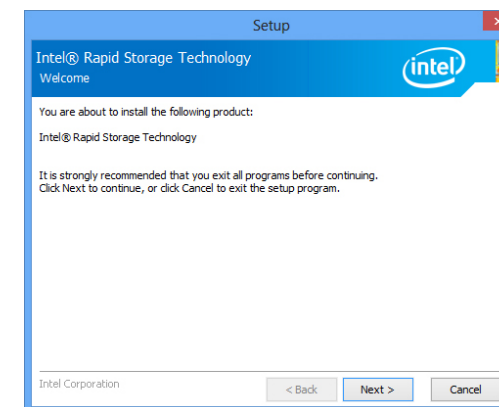 Setup
Intel® Rapid Storage Technology
Welcome
intel
You are about to install the following product:
Intel® Rapid Storage Technology
It is strongly recommended that you exit all programs before continuing.
Click Next to continue, or click Cancel to exit the setup program.
Intel Corporation
< Back
Next >
Cancel